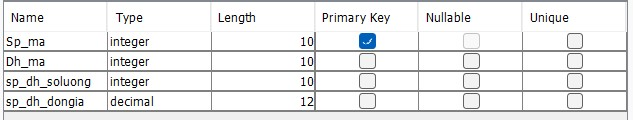 Name Type Length Primary Key Nullable Unique
Sp_ma integer 10
Dh_ma integer 10
sp_dh_soluong integer 10
sp_dh_dongia decimal 12